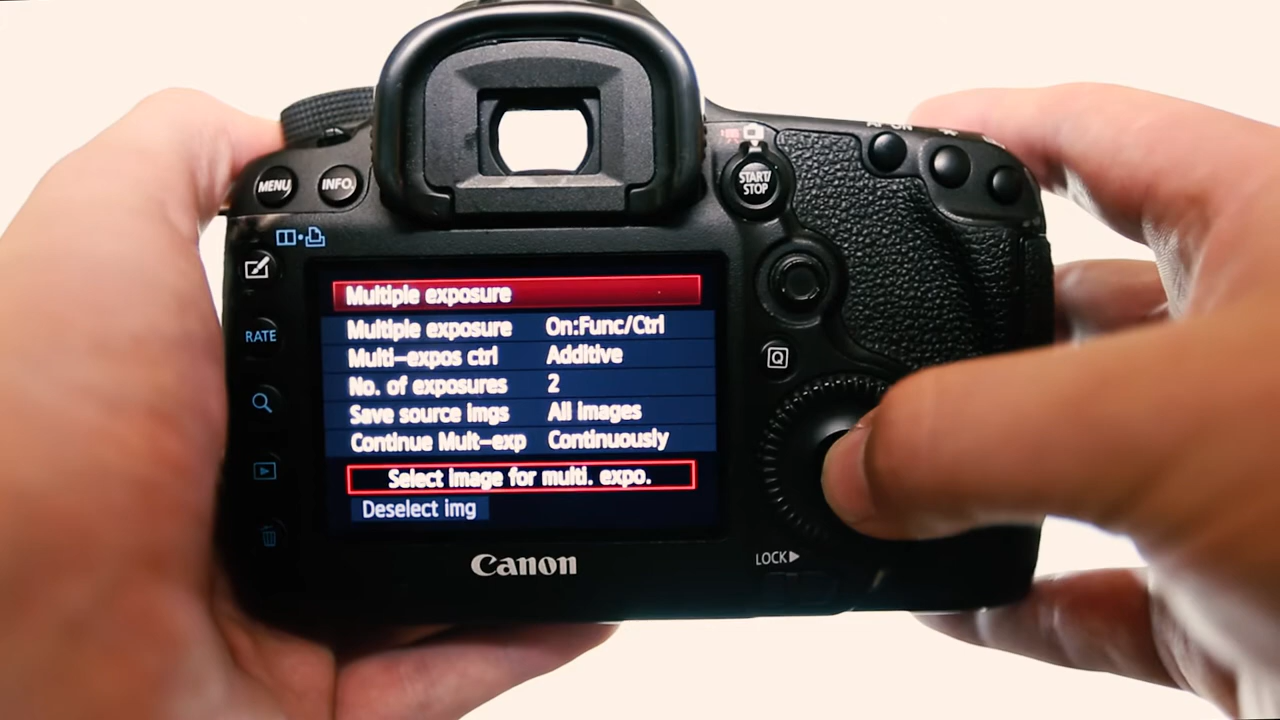 MENU
INFO.
START/
STOP
RATE
Q
Multiple exposure
Multiple exposure On:Func/Ctrl
Multi-expos ctrl Additive
No. of exposures 2
Save source imgs All images
Continue Mult-exp Continuously
Select image for multi. expo.
Deselect img
Canon
LOCK▶